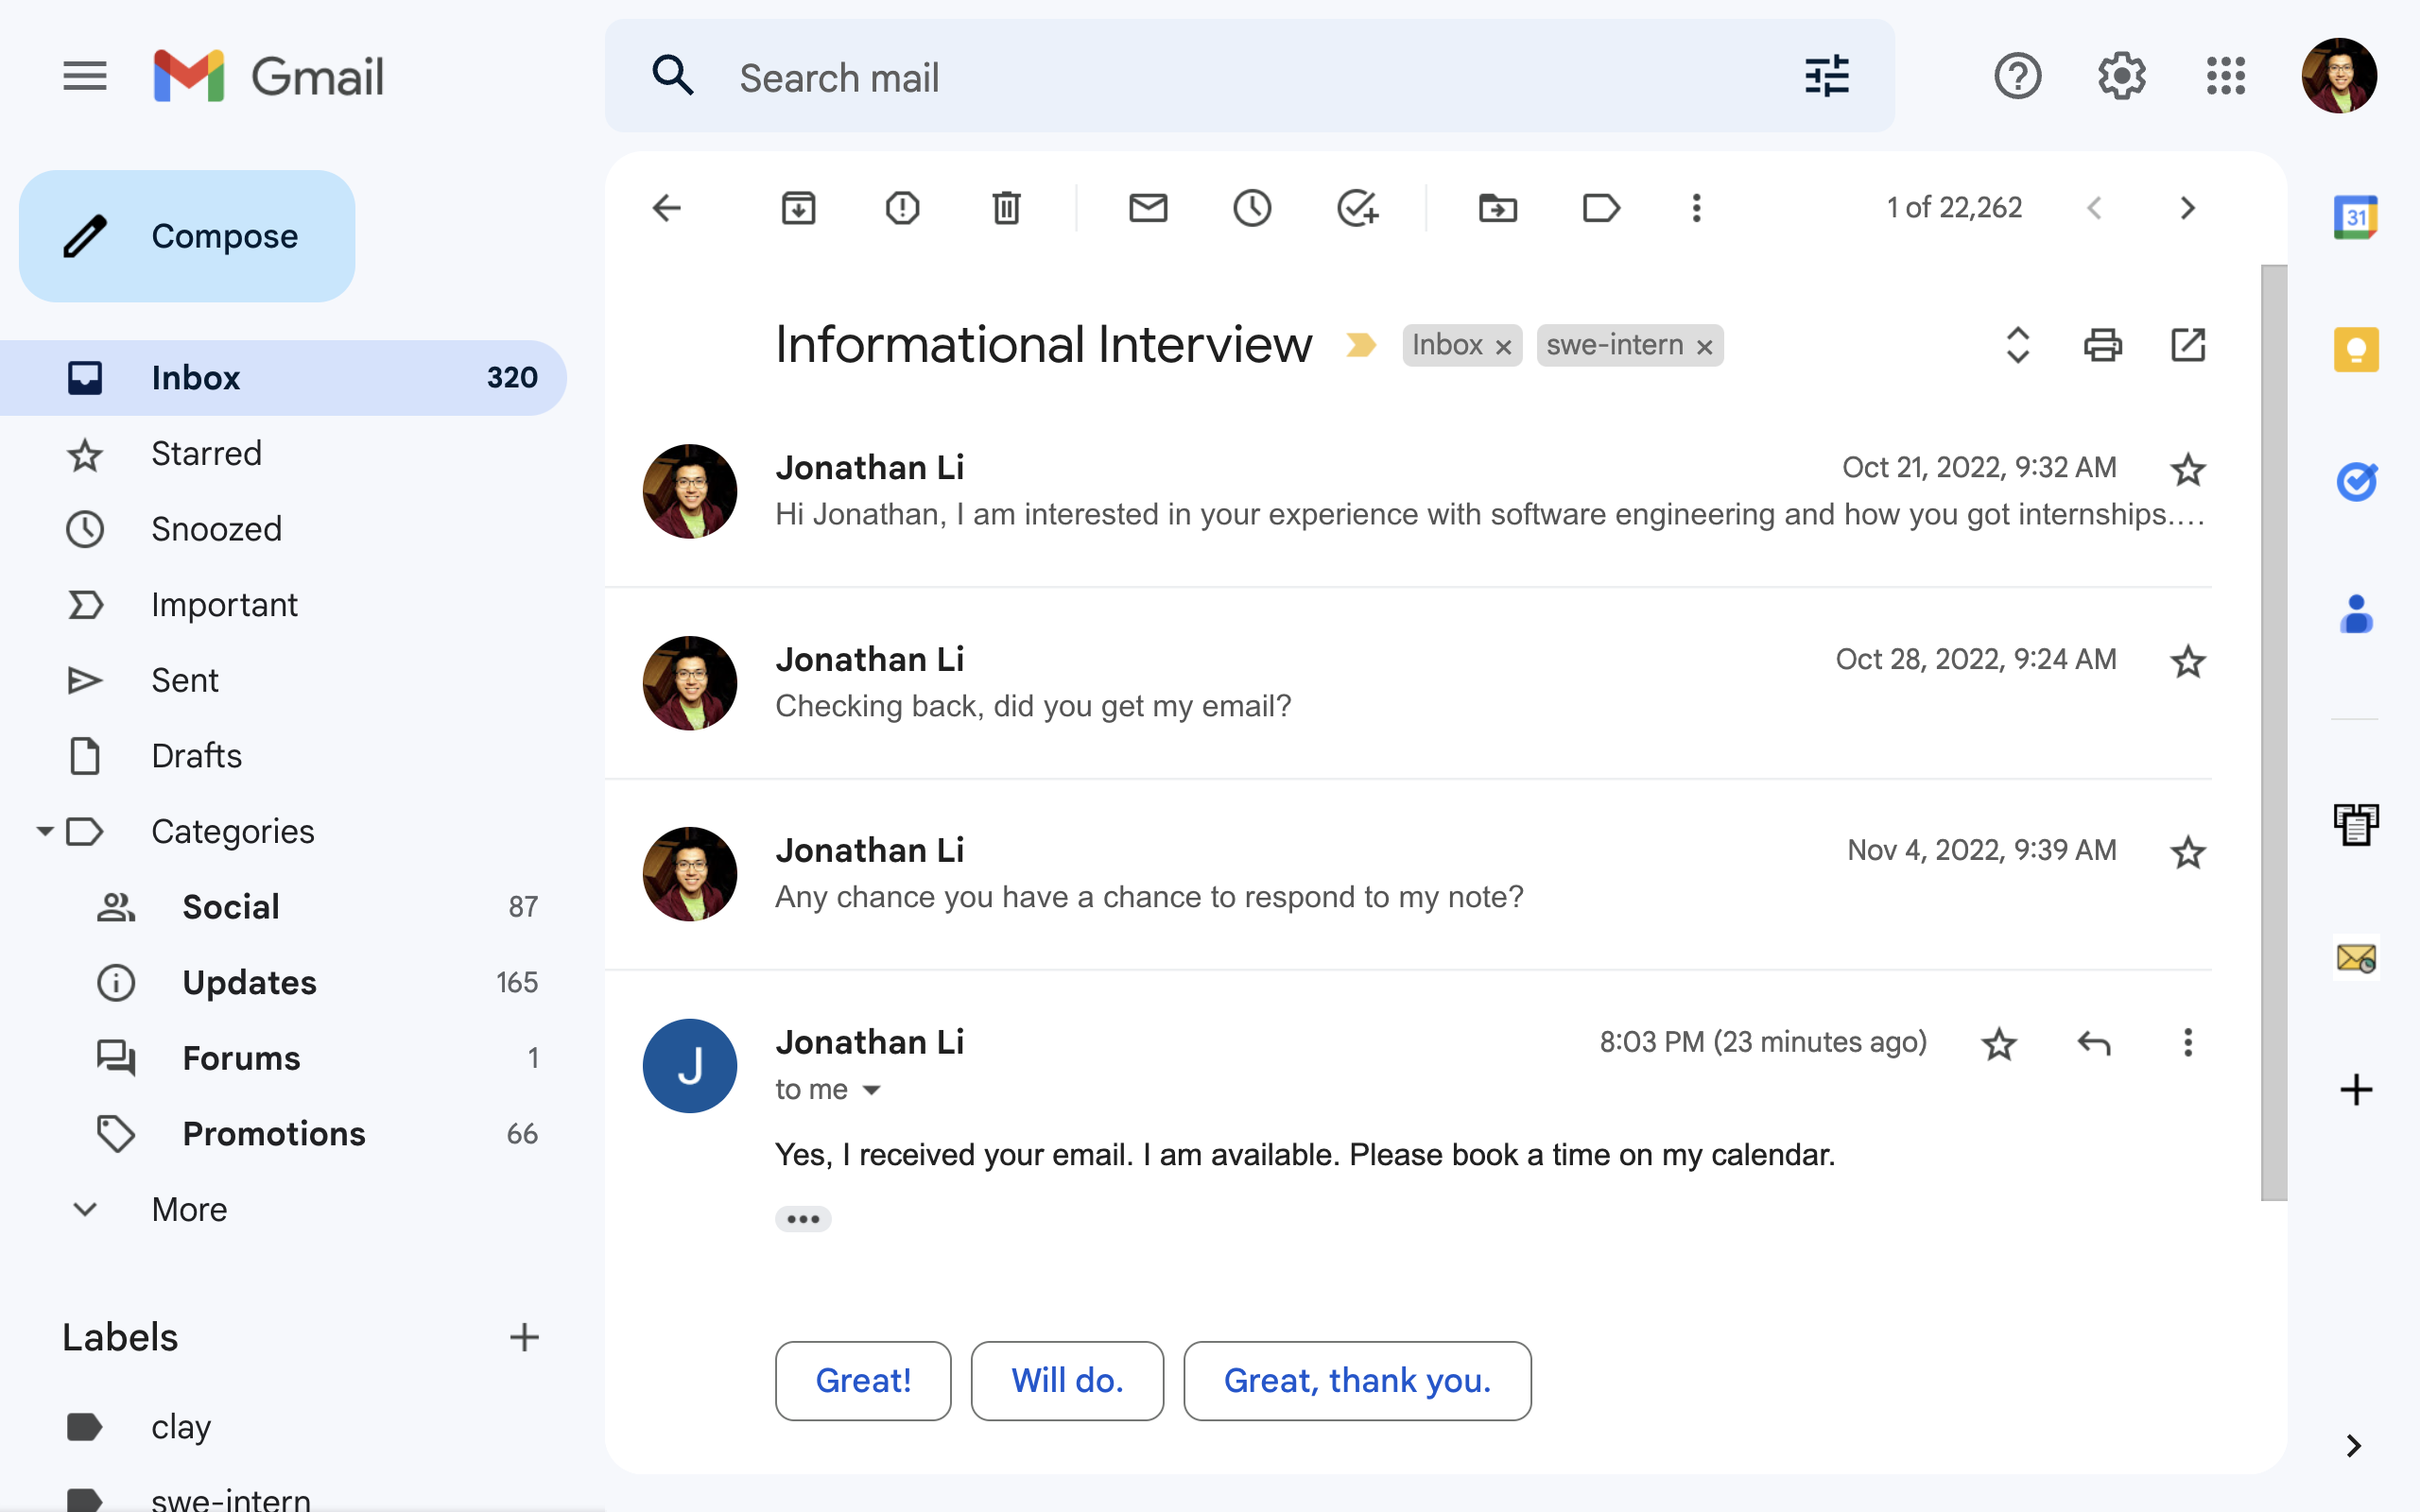 Gmail
Search mail
Compose
1 of 22,262
31
Inbox 320
Starred
Snoozed
Important
Sent
Drafts
Categories
Social 87
Updates 165
Forums 1
Promotions 66
More
Labels
clay
swe-intern
Informational Interview Inbox swe-intern
Jonathan Li Oct 21, 2022, 9:32 AM
Hi Jonathan, I am interested in your experience with software engineering and how you got internships....
Jonathan Li Oct 28, 2022, 9:24 AM
Checking back, did you get my email?
Jonathan Li Nov 4, 2022, 9:39 AM
Any chance you have a chance to respond to my note?
J
Jonathan Li 8:03 PM (23 minutes ago)
to me
Yes, I received your email. I am available. Please book a time on my calendar.
Great! Will do. Great, thank you.